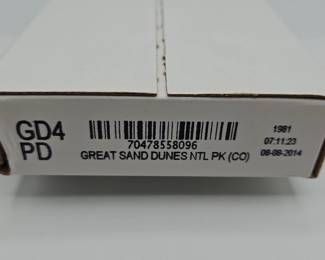 GD4
PD
70478558096
GREAT SAND DUNES NTL PK (CO)
1981
07:11:23
08-08-2014